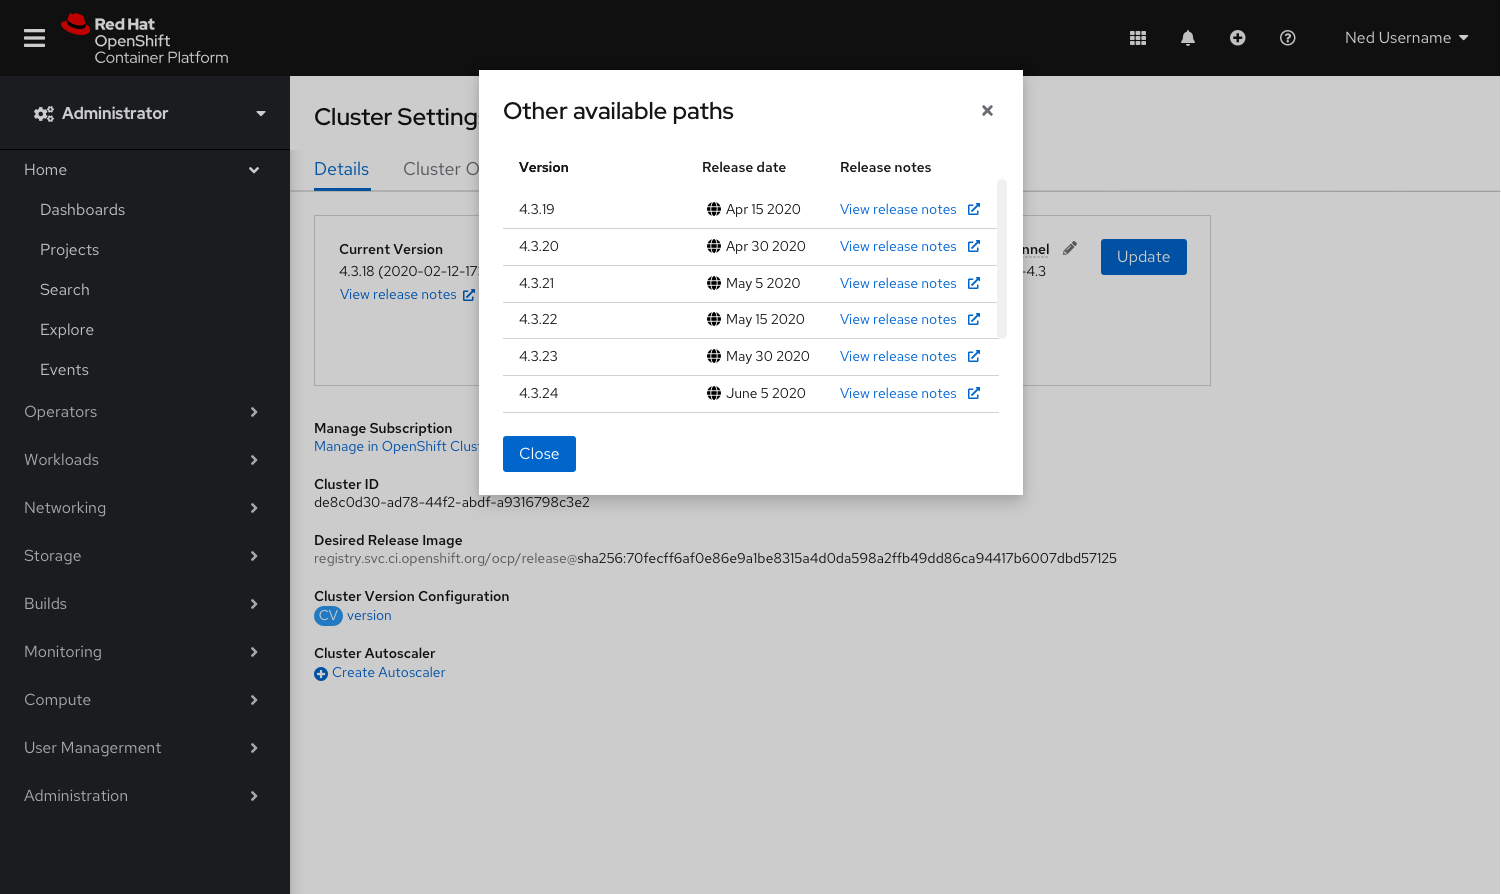 Red Hat
OpenShift
Container Platform
Ned Username
Administrator
Home
Dashboards
Projects
Search
Explore
Events
Operators
Workloads
Networking
Storage
Builds
Monitoring
Compute
User Managerment
Administration
Cluster Settings
Details
Cluster O
Current Version
4.3.18 (2020-02-12-17
View release notes
nnel
-4.3
Update
Other available paths
Version Release date Release notes
4.3.19 Apr 15 2020 View release notes
4.3.20 Apr 30 2020 View release notes
4.3.21 May 5 2020 View release notes
4.3.22 May 15 2020 View release notes
4.3.23 May 30 2020 View release notes
4.3.24 June 5 2020 View release notes
Close
Manage Subscription
Manage in OpenShift Clus
Cluster ID
de8c0d30-ad78-44f2-abdf-a9316798c3e2
Desired Release Image
registry.svc.ci.openshift.org/ocp/release@sha256:70fecff6af0e86e9a1be8315a4d0da598a2ffb49dd86ca94417b6007dbd57125
Cluster Version Configuration
CV version
Cluster Autoscaler
Create Autoscaler